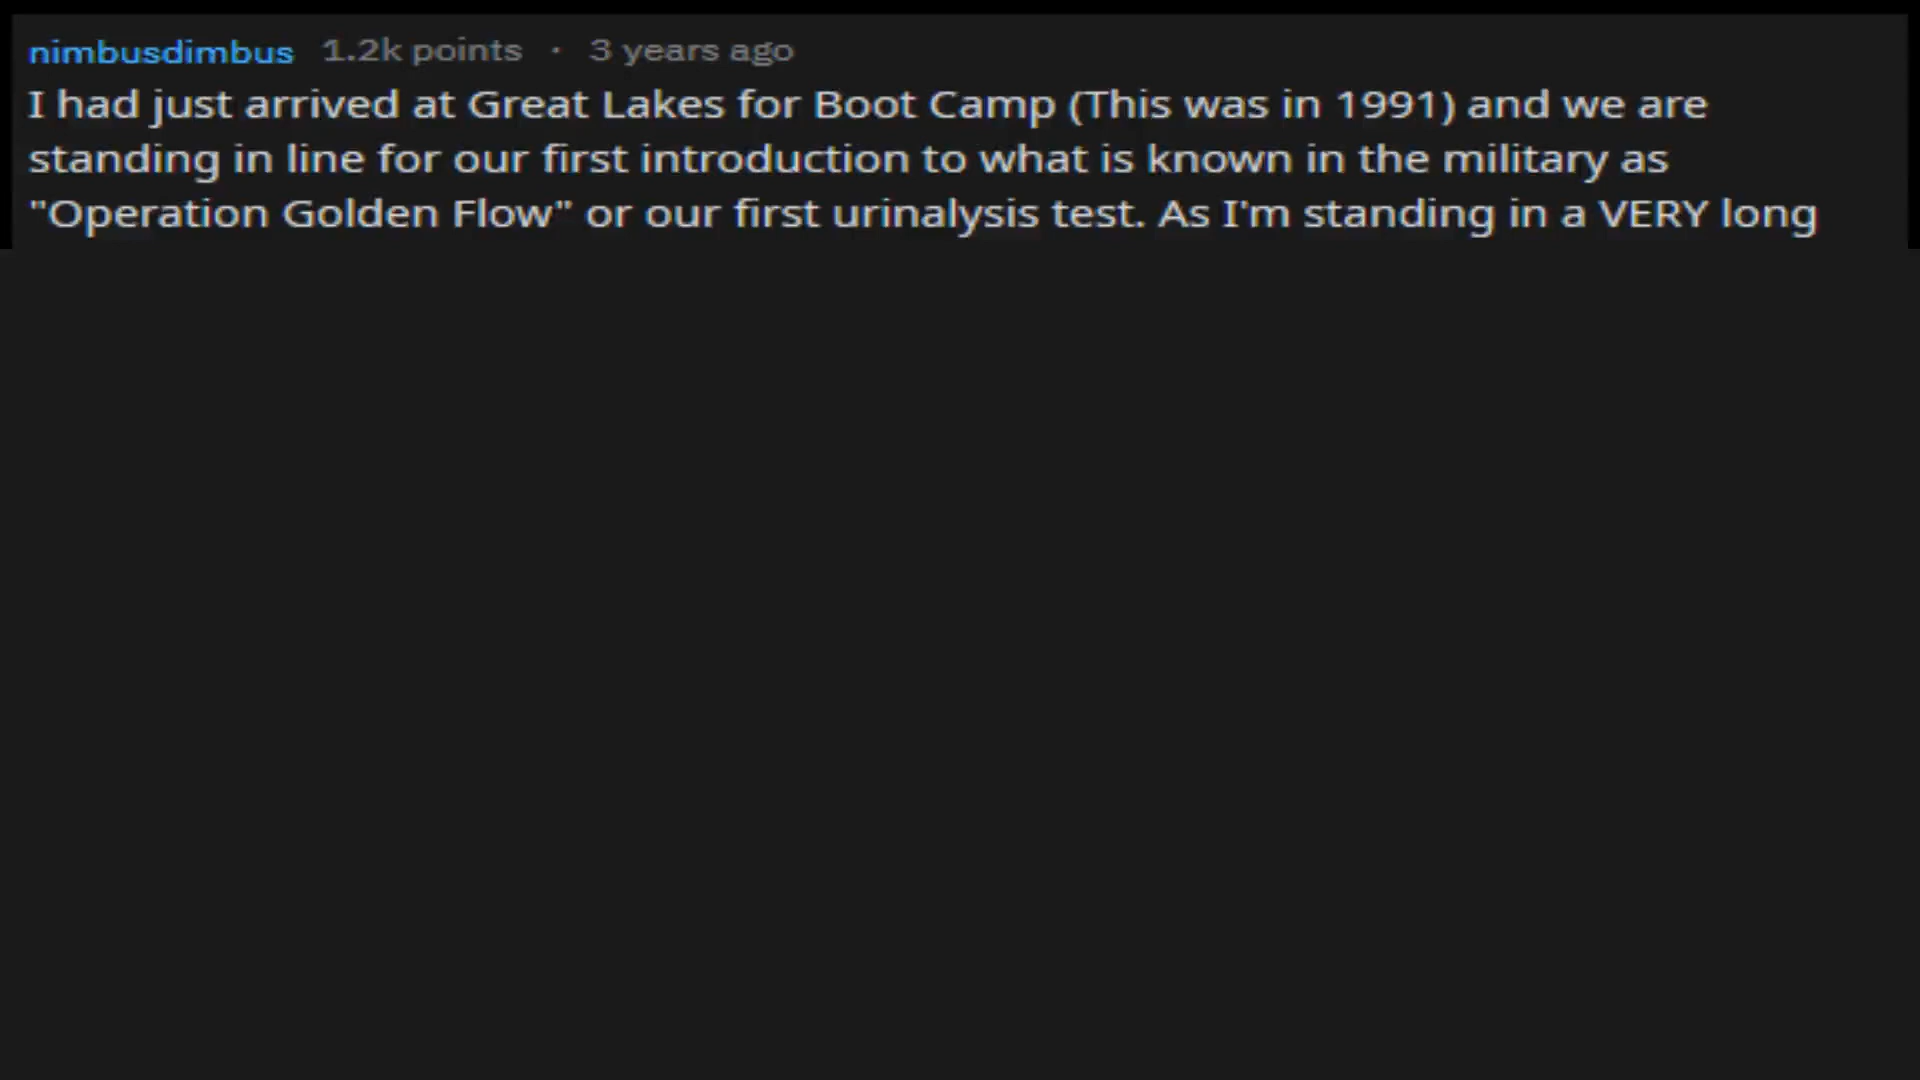 nimbusdimbus 1.2k points · 3 years ago
I had just arrived at Great Lakes for Boot Camp (This was in 1991) and we are
standing in line for our first introduction to what is known in the military as
"Operation Golden Flow" or our first urinalysis test. As I'm standing in a VERY long